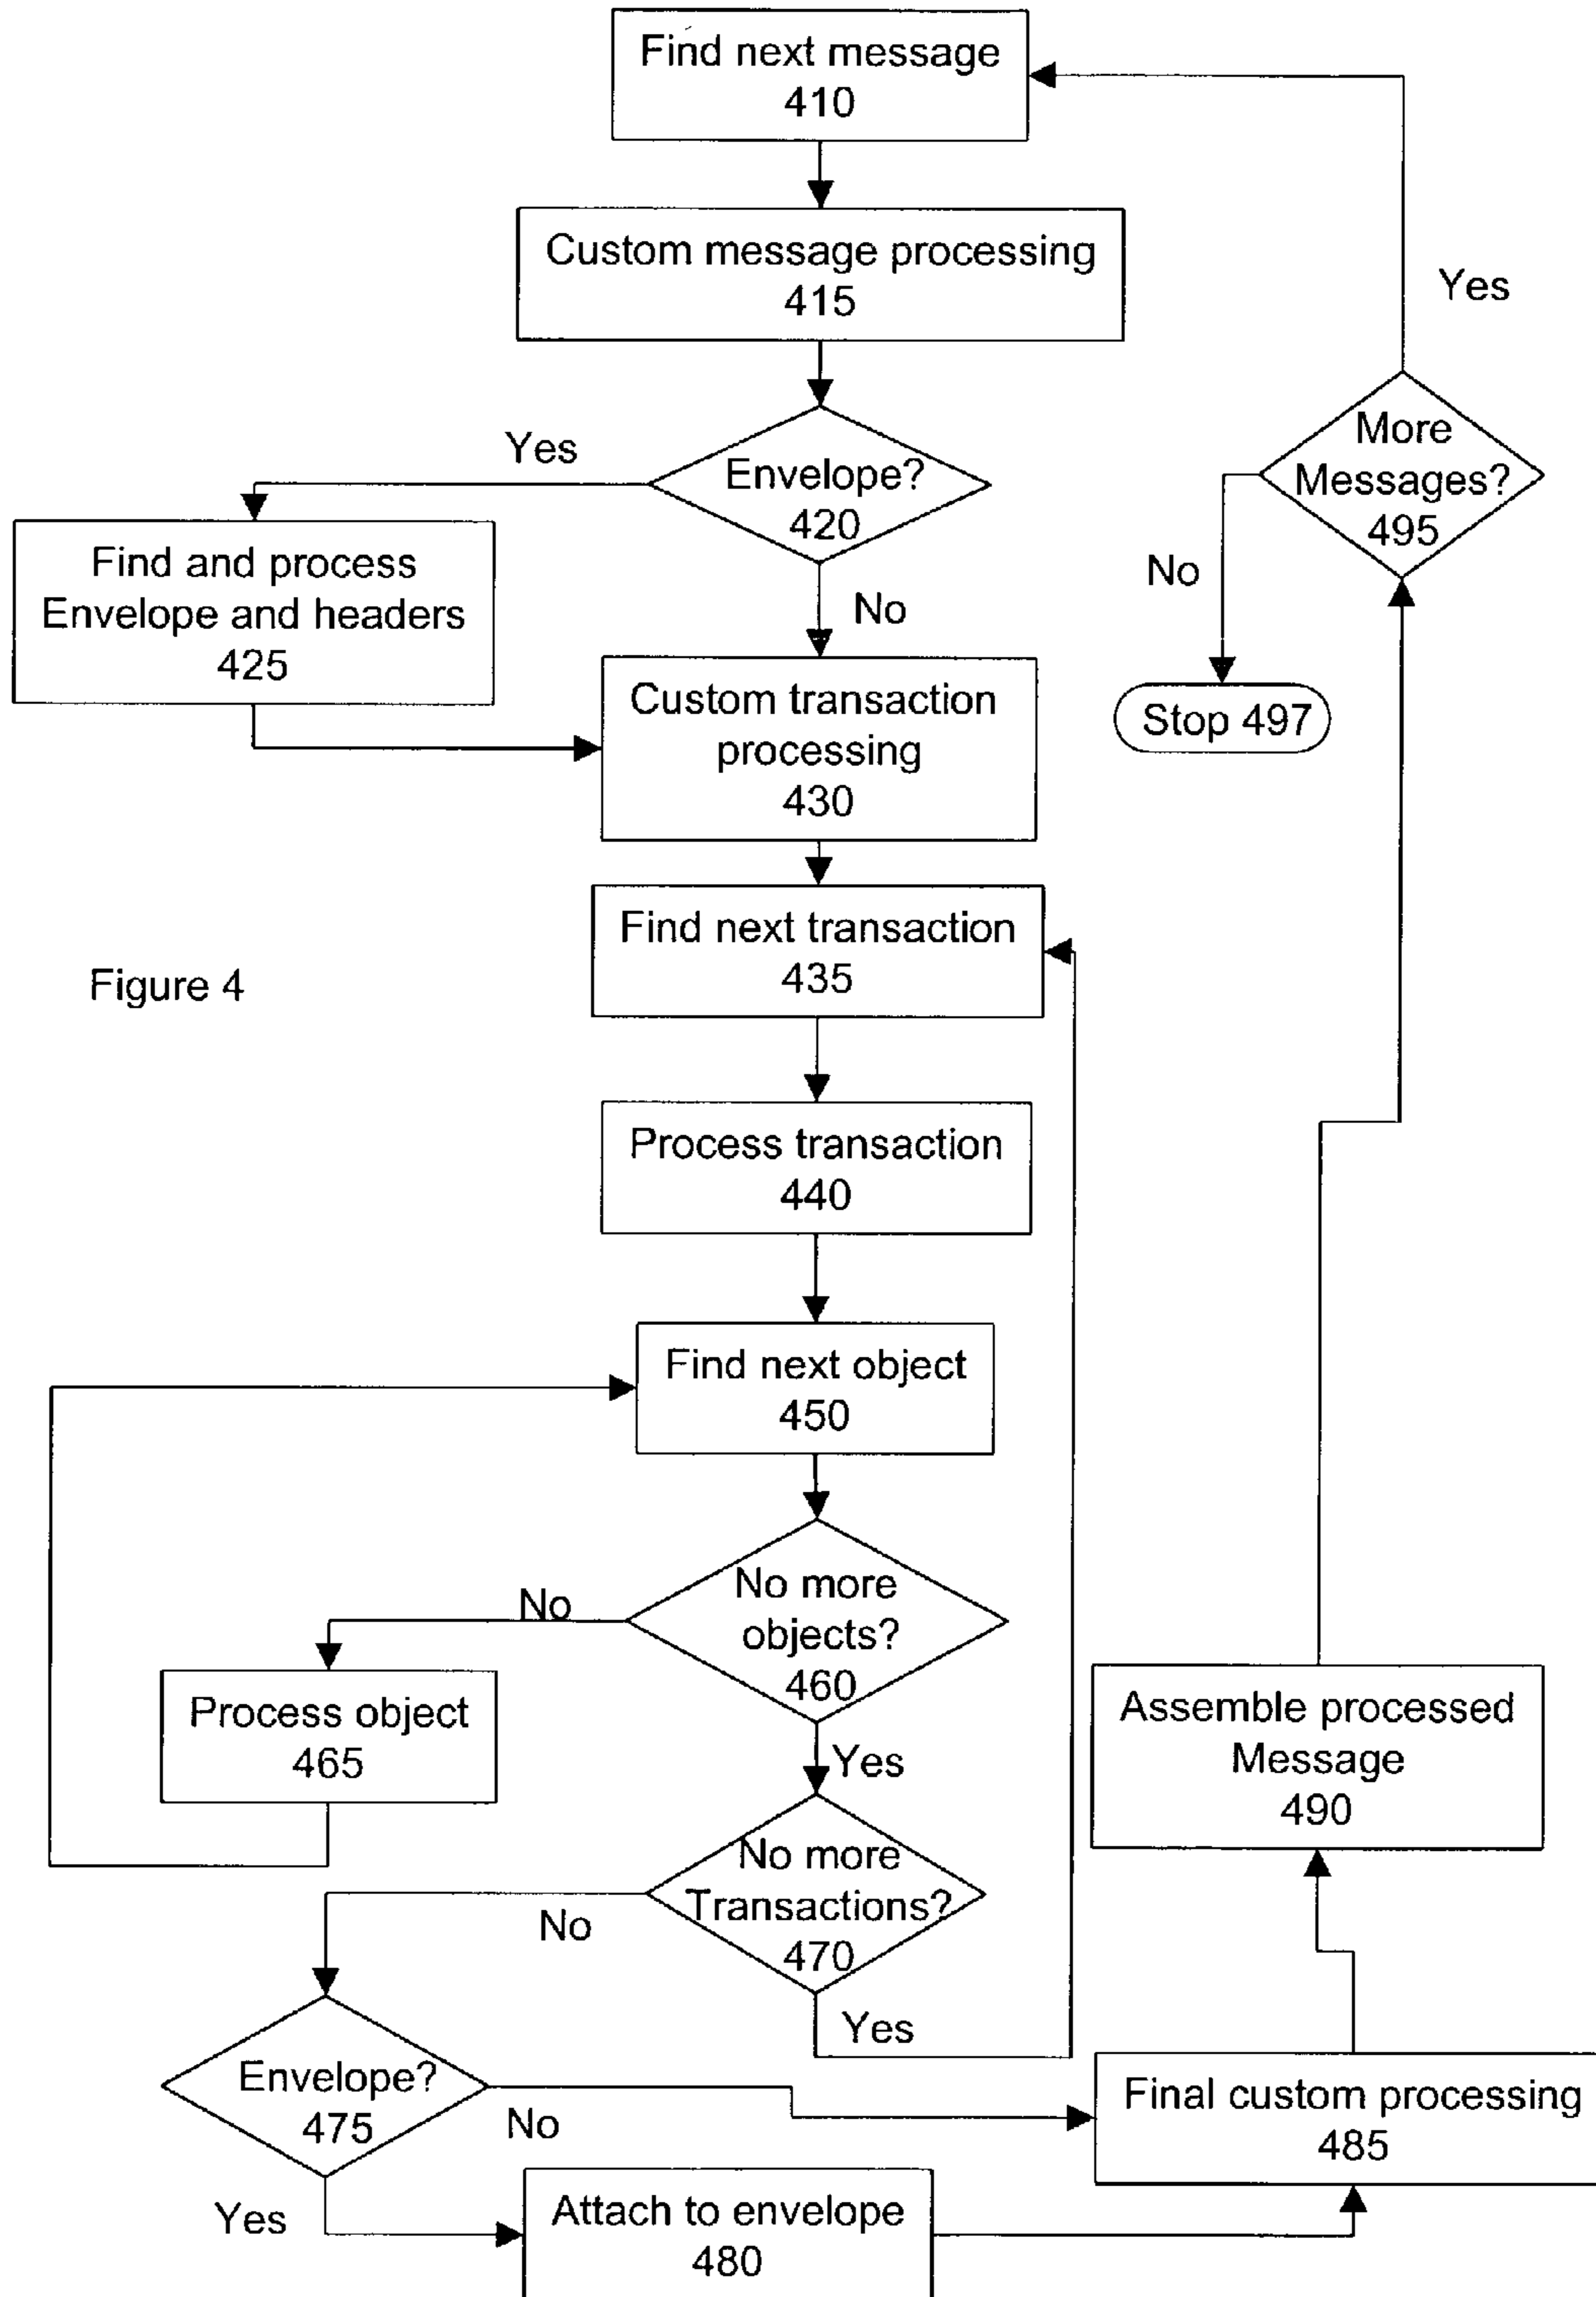 Find next message
410
Custom message processing
415
Yes
Envelope?
420
Yes
More
Messages?
495
Find and process
Envelope and headers
425
No
No
Custom transaction
processing
430
Stop 497
Find next transaction
435
Figure 4
Process transaction
440
Find next object
450
No more
objects?
460
No
Process object
465
Yes
Assemble processed
Message
490
No more
Transactions?
470
No
Yes
Envelope?
475
No
Final custom processing
485
Yes
Attach to envelope
480